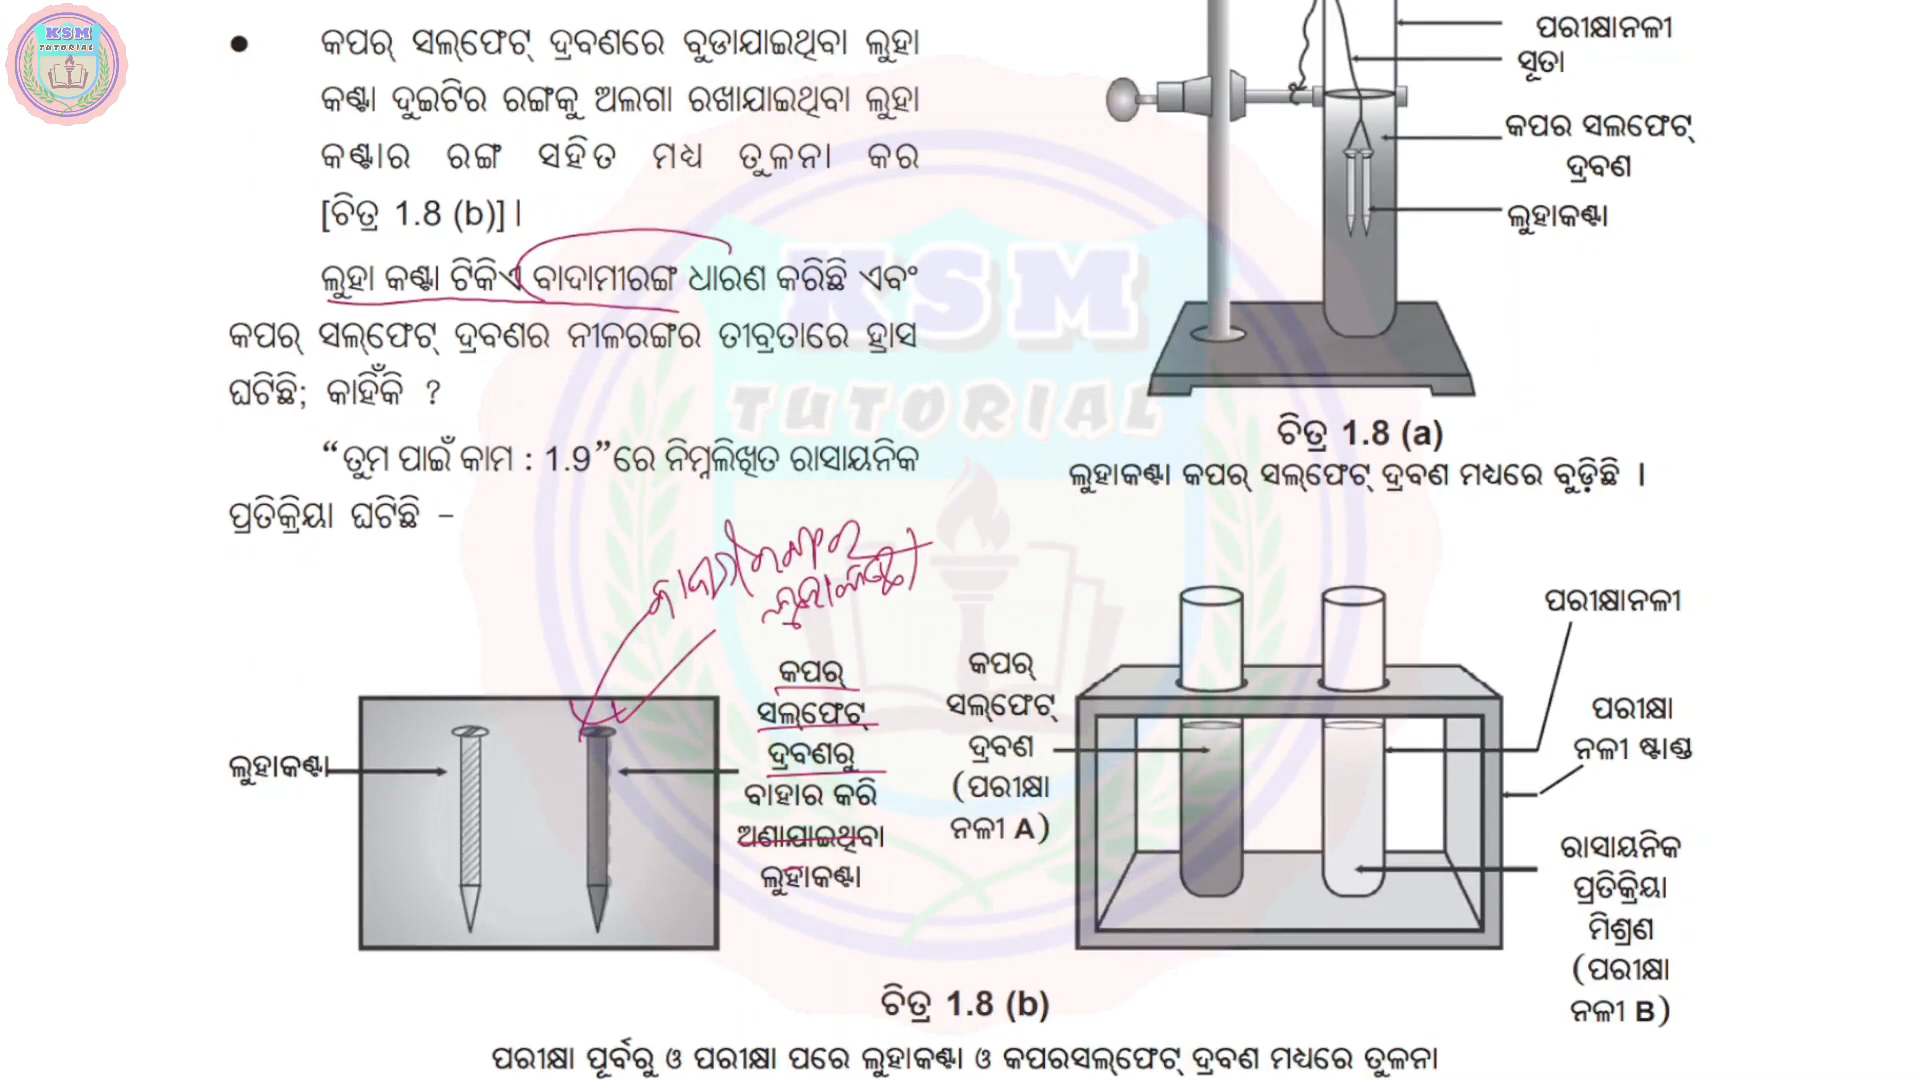 KSM
TUTORIAL
● କପର୍ ସଲ୍‌ଫେଟ୍ ଦ୍ରବଣରେ ବୁଡାଯାଇଥିବା ଲୁହା
କଣ୍ଟା ଦୁଇଟିର ରଙ୍ଗକୁ ଅଲଗା ରଖାଯାଇଥିବା ଲୁହା
କଣ୍ଟାର ରଙ୍ଗ ସହିତ ମଧ୍ୟ ତୁଳନା କର
[ଚିତ୍ର 1.8 (b)]।
ଲୁହା କଣ୍ଟା ଟିକିଏ ବାଦାମୀରଙ୍ଗ ଧାରଣ କରିଛି ଏବଂ
କପର୍ ସଲ୍‌ଫେଟ୍ ଦ୍ରବଣର ନୀଳରଙ୍ଗର ତୀବ୍ରତାରେ ହ୍ରାସ
ଘଟିଛି; କାହିଁକି ?
“ତୁମ ପାଇଁ କାମ : 1.9”ରେ ନିମ୍ନଲିଖିତ ରାସାୟନିକ
ପ୍ରତିକ୍ରିୟା ଘଟିଛି –
ପରୀକ୍ଷାନଳୀ
ସୂତା
କପର ସଲଫେଟ୍
ଦ୍ରବଣ
ଲୁହାକଣ୍ଟା
ଚିତ୍ର 1.8 (a)
ଲୁହାକଣ୍ଟା କପର୍ ସଲ୍‌ଫେଟ୍ ଦ୍ରବଣ ମଧ୍ୟରେ ବୁଡ଼ିଛି ।
KSM
TUTORIAL
ଲୁହାକଣ୍ଟା
କପର୍
ସଲ୍‌ଫେଟ୍
ଦ୍ରବଣରୁ
ବାହାର କରି
ଅଣାଯାଇଥିବା
ଲୁହାକଣ୍ଟା
କପର୍
ସଲ୍‌ଫେଟ୍
ଦ୍ରବଣ
(ପରୀକ୍ଷା
ନଳୀ A)
ପରୀକ୍ଷାନଳୀ
ପରୀକ୍ଷା
ନଳୀ ଷ୍ଟାଣ୍ଡ
ରାସାୟନିକ
ପ୍ରତିକ୍ରିୟା
ମିଶ୍ରଣ
(ପରୀକ୍ଷା
ନଳୀ B)
ଚିତ୍ର 1.8 (b)
ପରୀକ୍ଷା ପୂର୍ବରୁ ଓ ପରୀକ୍ଷା ପରେ ଲୁହାକଣ୍ଟା ଓ କପରସଲ୍‌ଫେଟ୍ ଦ୍ରବଣ ମଧ୍ୟରେ ତୁଳନା